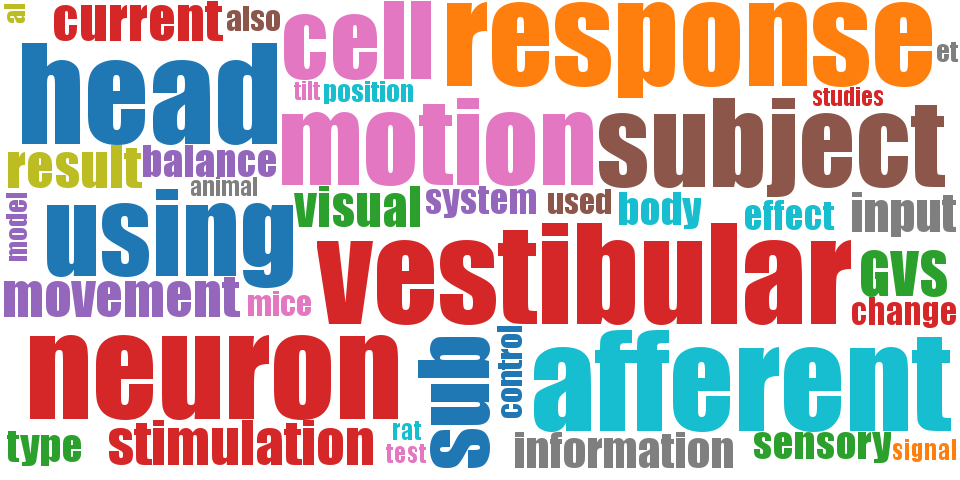 al
current
also
cell
response
et
head
tilt
position
studies
motion
subject
result
balance
animal
model
using
visual
system
used
body
effect
input
vestibular
GVS
movement
mice
change
neuron
sub
control
afferent
type
stimulation
rat
test
information
sensory
signal